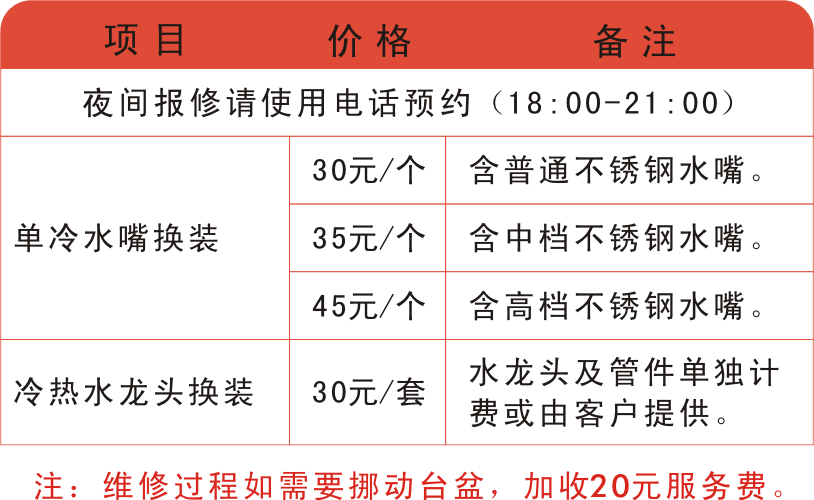 项目 价格 备注
夜间报修请使用电话预约（18:00-21:00）
单冷水嘴换装
30元/个 含普通不锈钢水嘴。
35元/个 含中档不锈钢水嘴。
45元/个 含高档不锈钢水嘴。
冷热水龙头换装 30元/套 水龙头及管件单独计
费或由客户提供。
注：维修过程如需要挪动台盆，加收20元服务费。